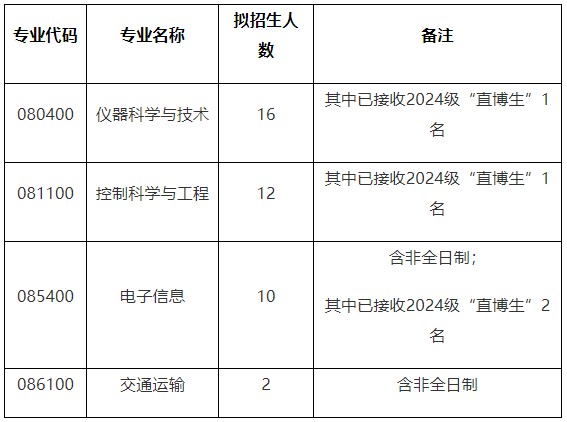 专业代码 专业名称 拟招生人数 备注
080400 仪器科学与技术 16 其中已接收2024级“直博生”1名
081100 控制科学与工程 12 其中已接收2024级“直博生”1名
085400 电子信息 10 含非全日制；
其中已接收2024级“直博生”2名
086100 交通运输 2 含非全日制